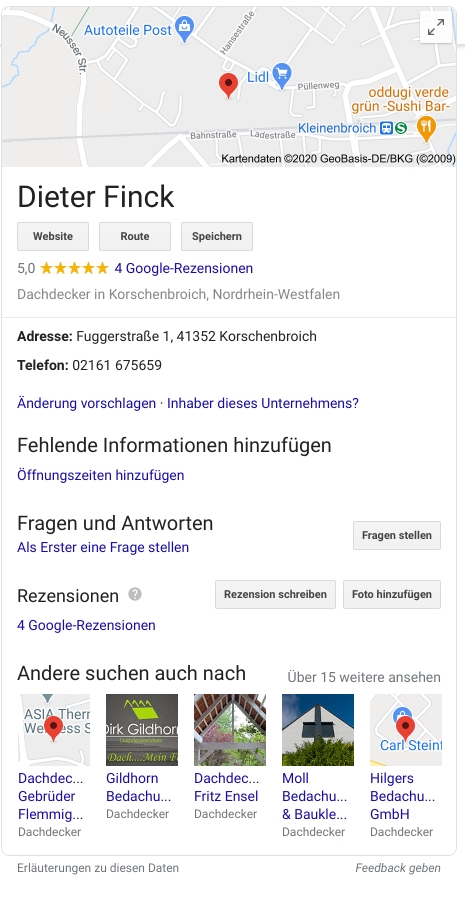 Autoteile Post
Neusser Str.
Hansestraße
Lidl
Püllenweg
oddugi verde
grün -Sushi Bar-
Kleinenbroich
S
Bahnstraße
Ladestraße
Kartendaten ©2020 GeoBasis-DE/BKG (©2009)
Dieter Finck
Website Route Speichern
5,0 ★★★★★ 4 Google-Rezensionen
Dachdecker in Korschenbroich, Nordrhein-Westfalen
Adresse: Fuggerstraße 1, 41352 Korschenbroich
Telefon: 02161 675659
Änderung vorschlagen · Inhaber dieses Unternehmens?
Fehlende Informationen hinzufügen
Öffnungszeiten hinzufügen
Fragen und Antworten
Fragen stellen
Als Erster eine Frage stellen
Rezensionen ? Rezension schreiben Foto hinzufügen
4 Google-Rezensionen
Andere suchen auch nach Über 15 weitere ansehen
ASIA Therr
We ess S
Dirk Gildhorn
Dach....Mein F
Carl Steinf
Dachdec...
Gebrüder
Flemmig...
Dachdecker
Gildhorn
Bedachu...
Dachdecker
Dachdec...
Fritz Ensel
Dachdecker
Moll
Bedachu...
& Baukle...
Dachdecker
Hilgers
Bedachu...
GmbH
Dachdecker
Erläuterungen zu diesen Daten Feedback geben